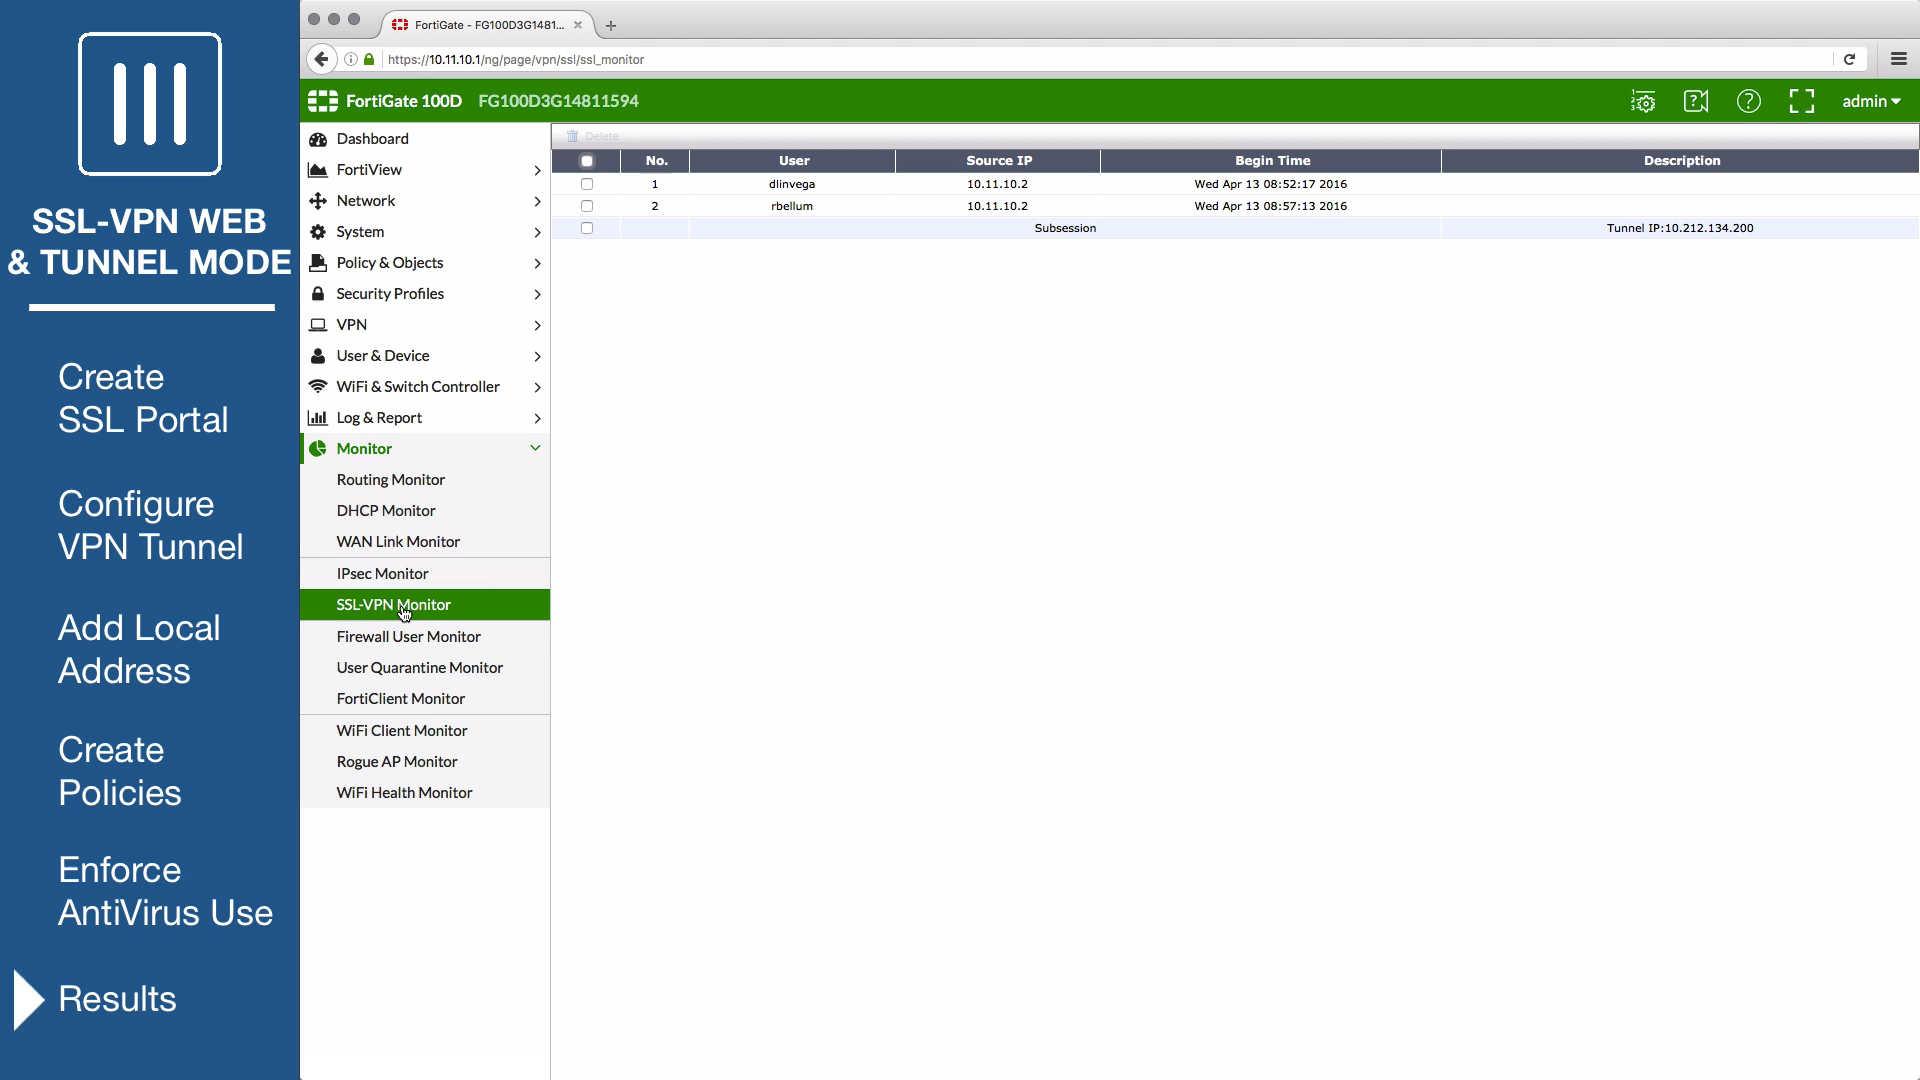 SSL-VPN WEB
& TUNNEL MODE
Create
SSL Portal
Configure
VPN Tunnel
Add Local
Address
Create
Policies
Enforce
AntiVirus Use
Results
FortiGate - FG100D3G1481...
https://10.11.10.1/ng/page/vpn/ssl/ssl_monitor
FortiGate 100D FG100D3G14811594
admin
Dashboard
FortiView
Network
System
Policy & Objects
Security Profiles
VPN
User & Device
WiFi & Switch Controller
Log & Report
Monitor
Routing Monitor
DHCP Monitor
WAN Link Monitor
IPsec Monitor
SSL-VPN Monitor
Firewall User Monitor
User Quarantine Monitor
FortiClient Monitor
WiFi Client Monitor
Rogue AP Monitor
WiFi Health Monitor
Delete
No. User Source IP Begin Time Description
1 dlinvega 10.11.10.2 Wed Apr 13 08:52:17 2016
2 rbellum 10.11.10.2 Wed Apr 13 08:57:13 2016
Subsession Tunnel IP:10.212.134.200